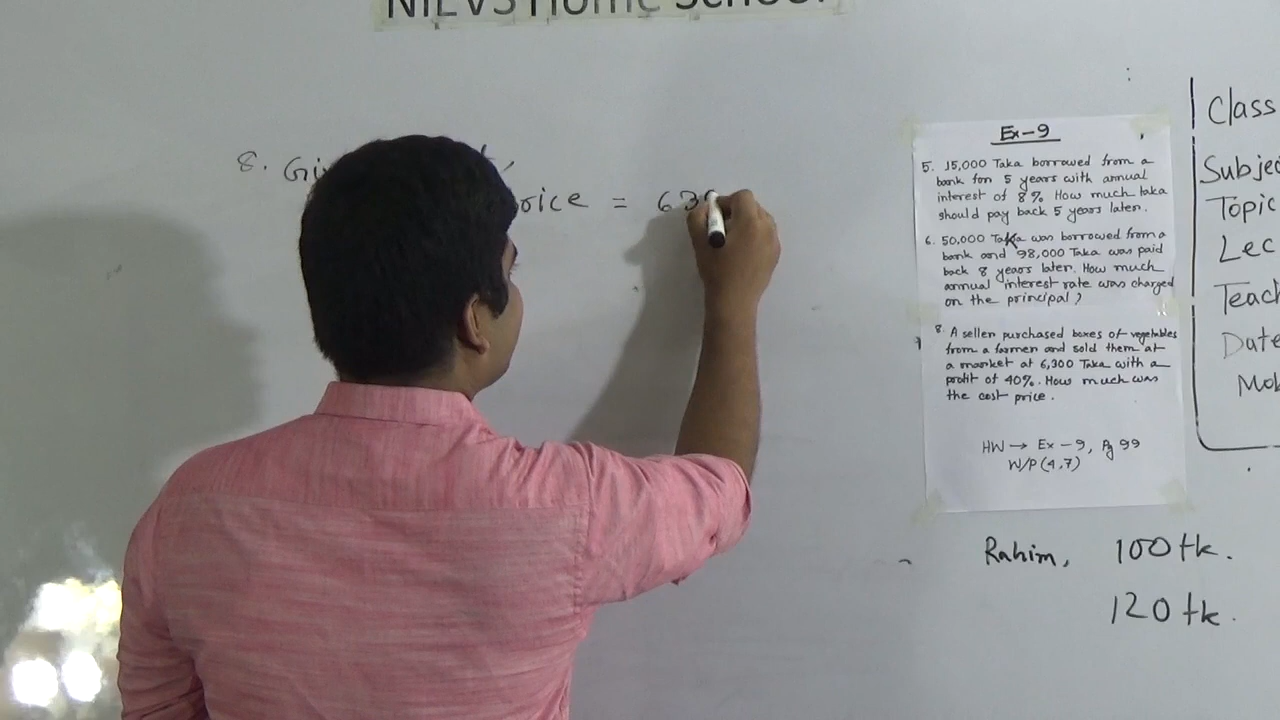 NIEVS Home School
8. Gi
price = 630
Ex-9
5. 15,000 Taka borrowed from a
bank for 5 years with annual
interest of 8%. How much taka
should pay back 5 years later.
6. 50,000 Taka was borrowed from a
bank and 98,000 Taka was paid
back 8 years later. How much
annual interest rate was charged
on the principal?
8. A seller purchased boxes of vegetables
from a farmer and sold them at
a market at 6,300 Taka with a
profit of 40%. How much was
the cost price.
HW → Ex-9, Pg 99
W/P (4,7)
Class
Subje
Topic
Lec
Teach
Date
Mob
Rahim, 100 tk.
120 tk.